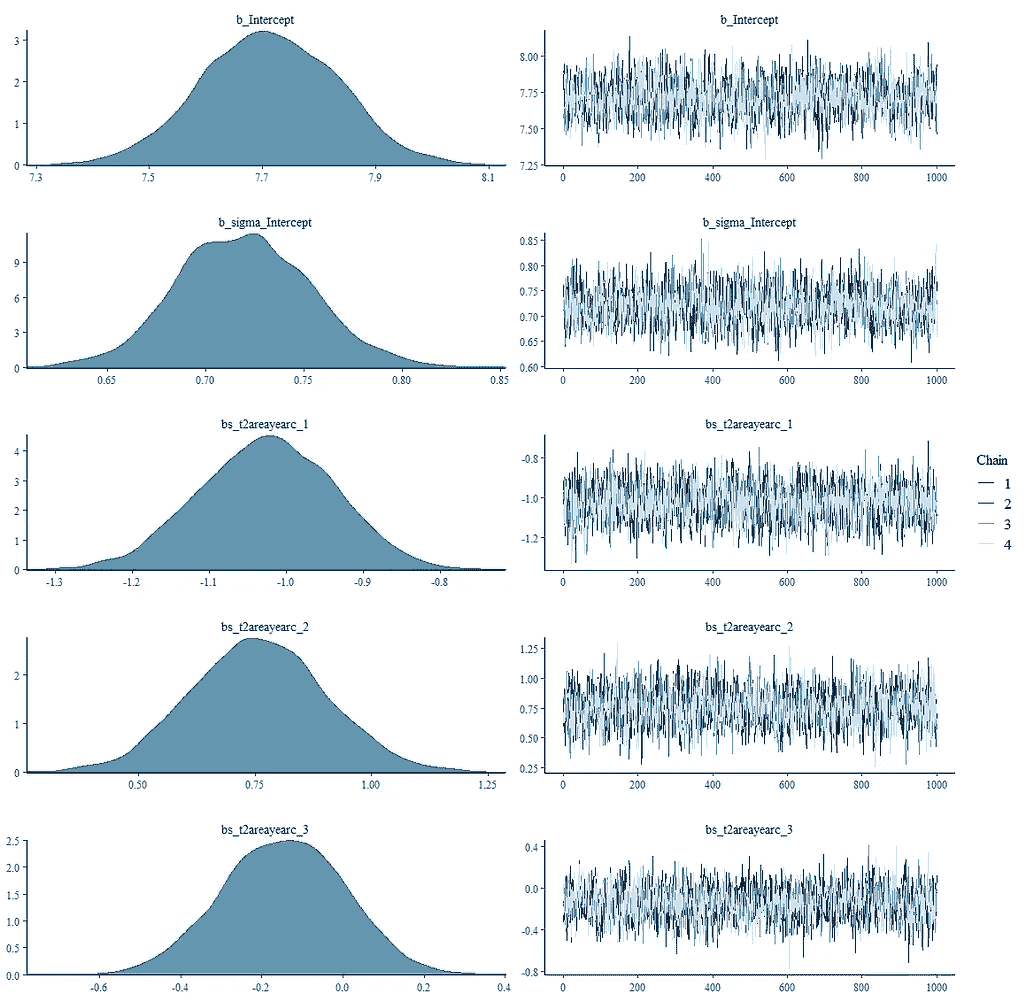 b_Intercept
3
2
1
0
7.3 7.5 7.7 7.9 8.1
b_Intercept
8.00
7.75
7.50
7.25
0 200 400 600 800 1000
b_sigma_Intercept
9
6
3
0
0.65 0.70 0.75 0.80 0.85
b_sigma_Intercept
0.85
0.80
0.75
0.70
0.65
0.60
0 200 400 600 800 1000
bs_t2areayearc_1
4
3
2
1
0
-1.3 -1.2 -1.1 -1.0 -0.9 -0.8
bs_t2areayearc_1
-0.8
-1.0
-1.2
0 200 400 600 800 1000
bs_t2areayearc_2
2
1
0
0.50 0.75 1.00 1.25
bs_t2areayearc_2
1.25
1.00
0.75
0.50
0.25
0 200 400 600 800 1000
bs_t2areayearc_3
2.5
2.0
1.5
1.0
0.5
0.0
-0.6 -0.4 -0.2 0.0 0.2 0.4
bs_t2areayearc_3
0.4
0.0
-0.4
-0.8
0 200 400 600 800 1000
Chain
1
2
3
4